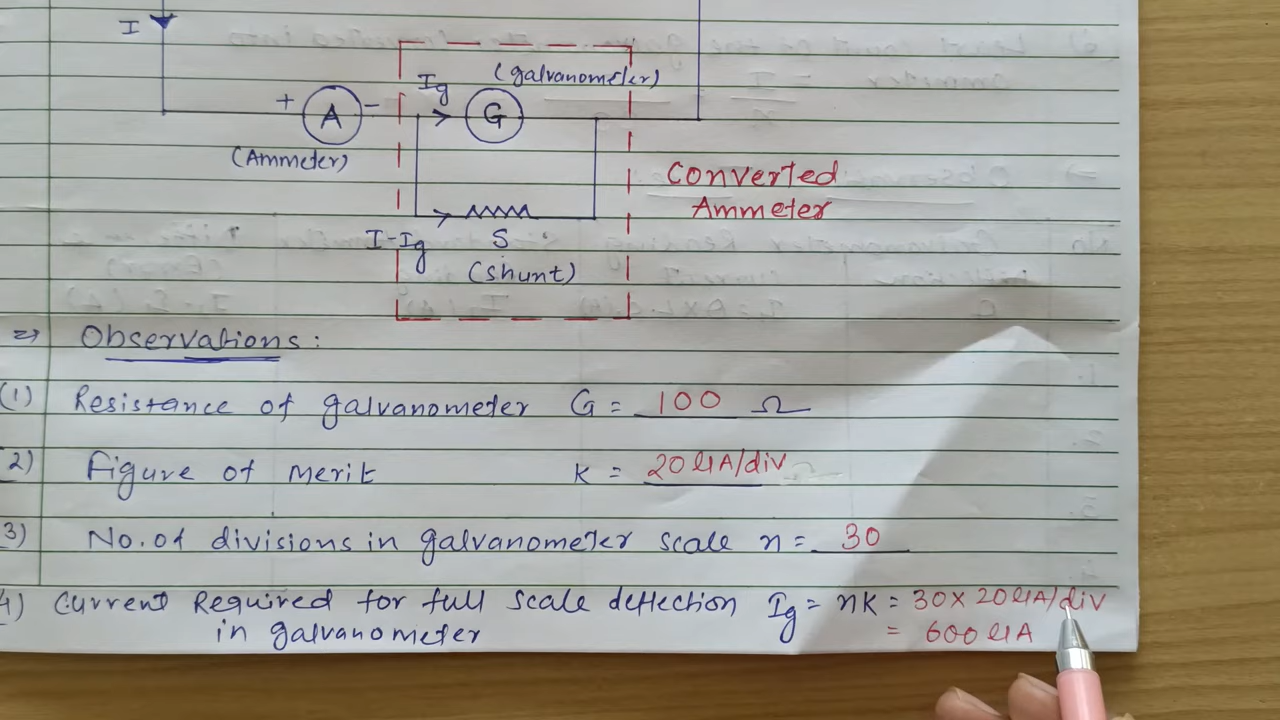 I
Ig (galvanometer)
+ A - G
(Ammeter)
Converted
Ammeter
I-Ig S
(shunt)
⇒ Observations:
(1) Resistance of galvanometer G = 100 Ω
2) Figure of merit K = 20 μA/div
3) No. of divisions in galvanometer scale n = 30
4) Current Required for full scale deflection Ig = nK = 30 x 20 μA/div
in galvanometer = 600 μA